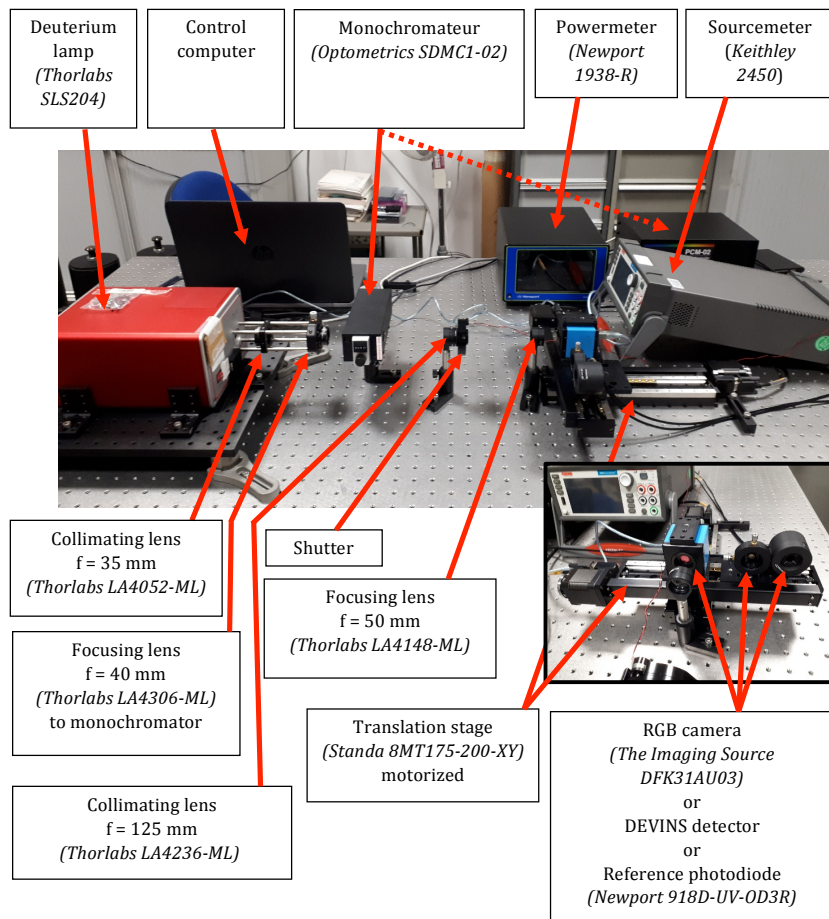 Deuterium
lamp
(Thorlabs
SLS204)
Control
computer
Monochromateur
(Optometrics SDMC1-02)
Powermeter
(Newport
1938-R)
Sourcemeter
(Keithley
2450)
PCM-02
Newport
Collimating lens
f = 35 mm
(Thorlabs LA4052-ML)
Shutter
Focusing lens
f = 50 mm
(Thorlabs LA4148-ML)
Focusing lens
f = 40 mm
(Thorlabs LA4306-ML)
to monochromator
Translation stage
(Standa 8MT175-200-XY)
motorized
RGB camera
(The Imaging Source
DFK31AU03)
or
DEVINS detector
or
Reference photodiode
(Newport 918D-UV-OD3R)
Collimating lens
f = 125 mm
(Thorlabs LA4236-ML)